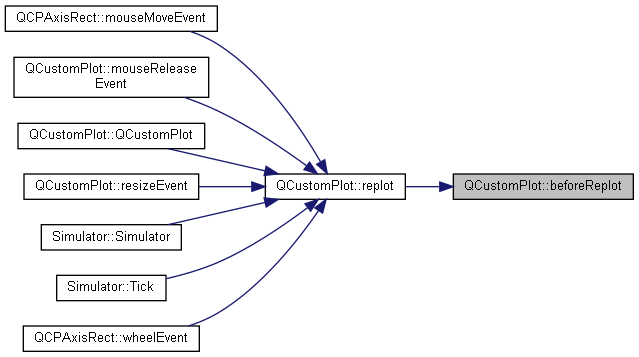 QCPAxisRect::mouseMoveEvent
QCustomPlot::mouseRelease
Event
QCustomPlot::QCustomPlot
QCustomPlot::resizeEvent
QCustomPlot::replot
QCustomPlot::beforeReplot
Simulator::Simulator
Simulator::Tick
QCPAxisRect::wheelEvent